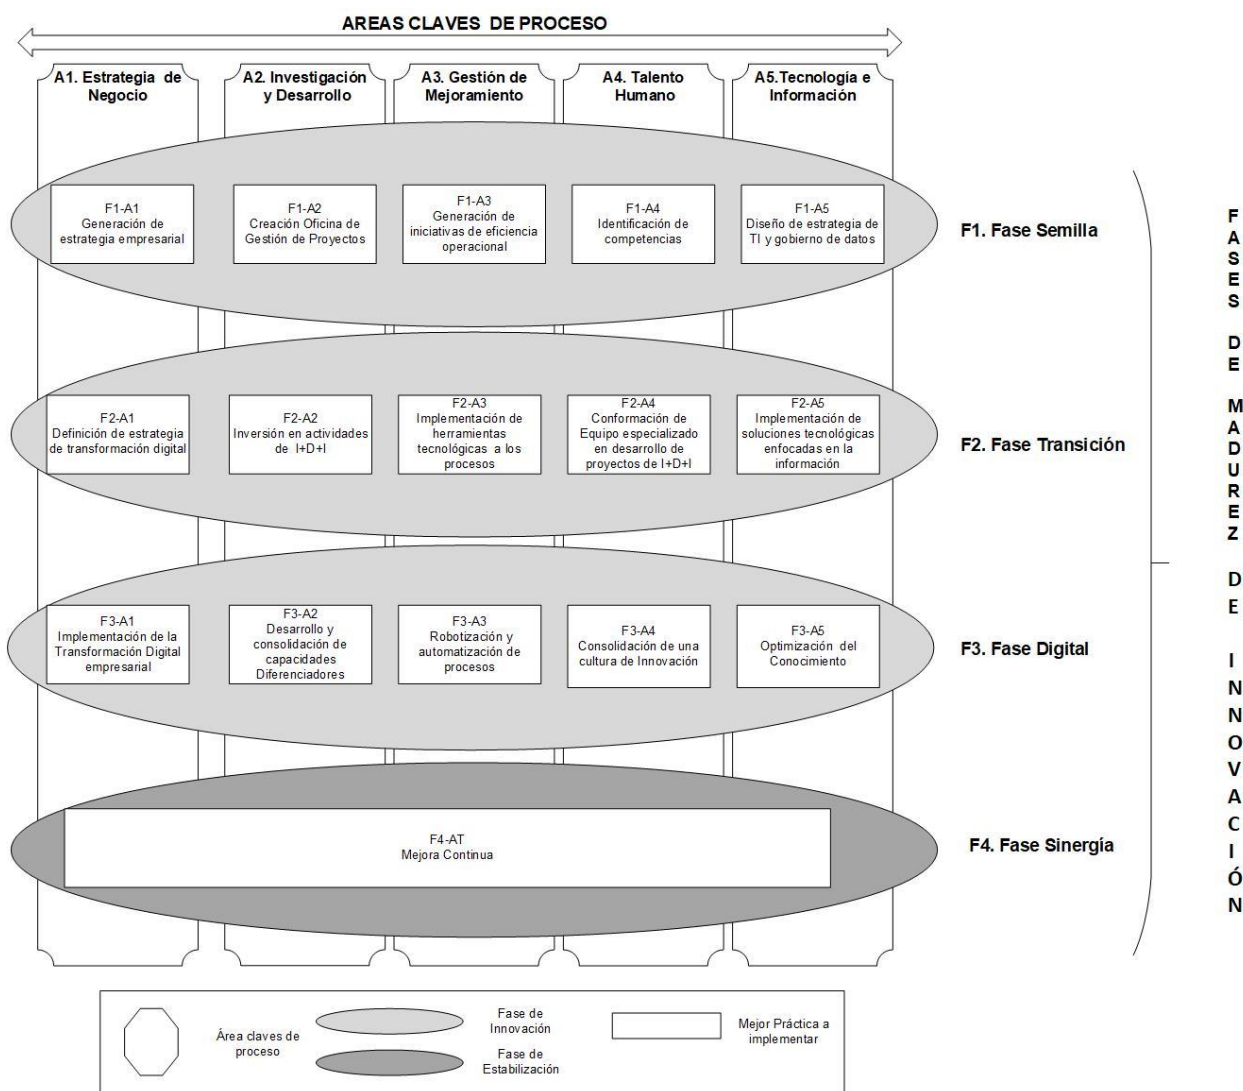 AREAS CLAVES DE PROCESO
A1. Estrategia de
Negocio
A2. Investigación
y Desarrollo
A3. Gestión de
Mejoramiento
A4. Talento
Humano
A5.Tecnología e
Información
F1-A1
Generación de
estrategia empresarial
F1-A2
Creación Oficina de
Gestión de Proyectos
F1-A3
Generación de
iniciativas de eficiencia
operacional
F1-A4
Identificación de
competencias
F1-A5
Diseño de estrategia de
TI y gobierno de datos
F1. Fase Semilla
F2-A1
Definición de estrategia
de transformación digital
F2-A2
Inversión en actividades
de I+D+I
F2-A3
Implementación de
herramientas
tecnológicas a los
procesos
F2-A4
Conformación de
Equipo especializado
en desarrollo de
proyectos de I+D+I
F2-A5
Implementación de
soluciones tecnológicas
enfocadas en la
información
F2. Fase Transición
F3-A1
Implementación de la
Transformación Digital
empresarial
F3-A2
Desarrollo y
consolidación de
capacidades
Diferenciadores
F3-A3
Robotización y
automatización de
procesos
F3-A4
Consolidación de una
cultura de Innovación
F3-A5
Optimización del
Conocimiento
F3. Fase Digital
F4-AT
Mejora Continua
F4. Fase Sinergía
FASES DE MADUREZ DE INNOVACIÓN
Área claves de
proceso
Fase de
Innovación
Fase de
Estabilización
Mejor Práctica a
implementar